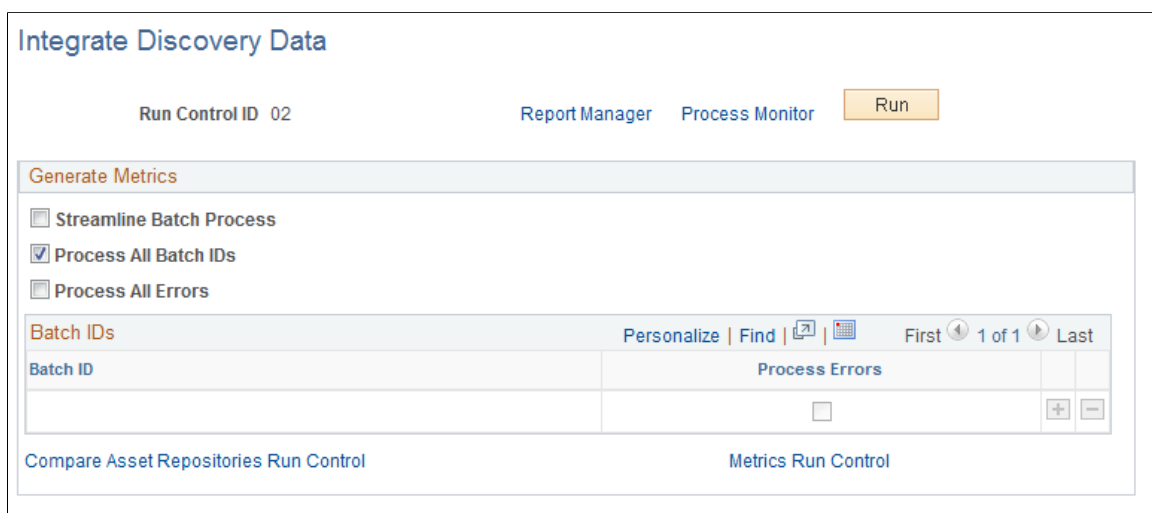 Integrate Discovery Data
Run Control ID 02 Report Manager Process Monitor Run
Generate Metrics
Streamline Batch Process
Process All Batch IDs
Process All Errors
Batch IDs Personalize | Find | | First 1 of 1 Last
Batch ID Process Errors
Compare Asset Repositories Run Control Metrics Run Control